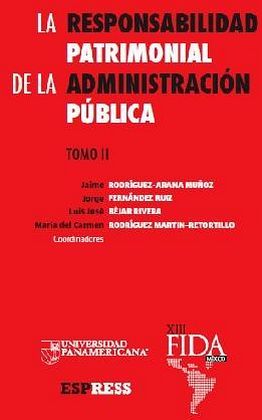 LA RESPONSABILIDAD
PATRIMONIAL
DE LA ADMINISTRACIÓN
PÚBLICA
TOMO II
Jaime RODRÍGUEZ-ARANA MUÑOZ
Jorge FERNÁNDEZ RUIZ
Luis José BÉJAR RIVERA
María del Carmen RODRÍGUEZ MARTÍN-RETORTILLO
Coordinadores
UNIVERSIDAD
PANAMERICANA
XIII
FIDA
MÉXICO
ESPRESS